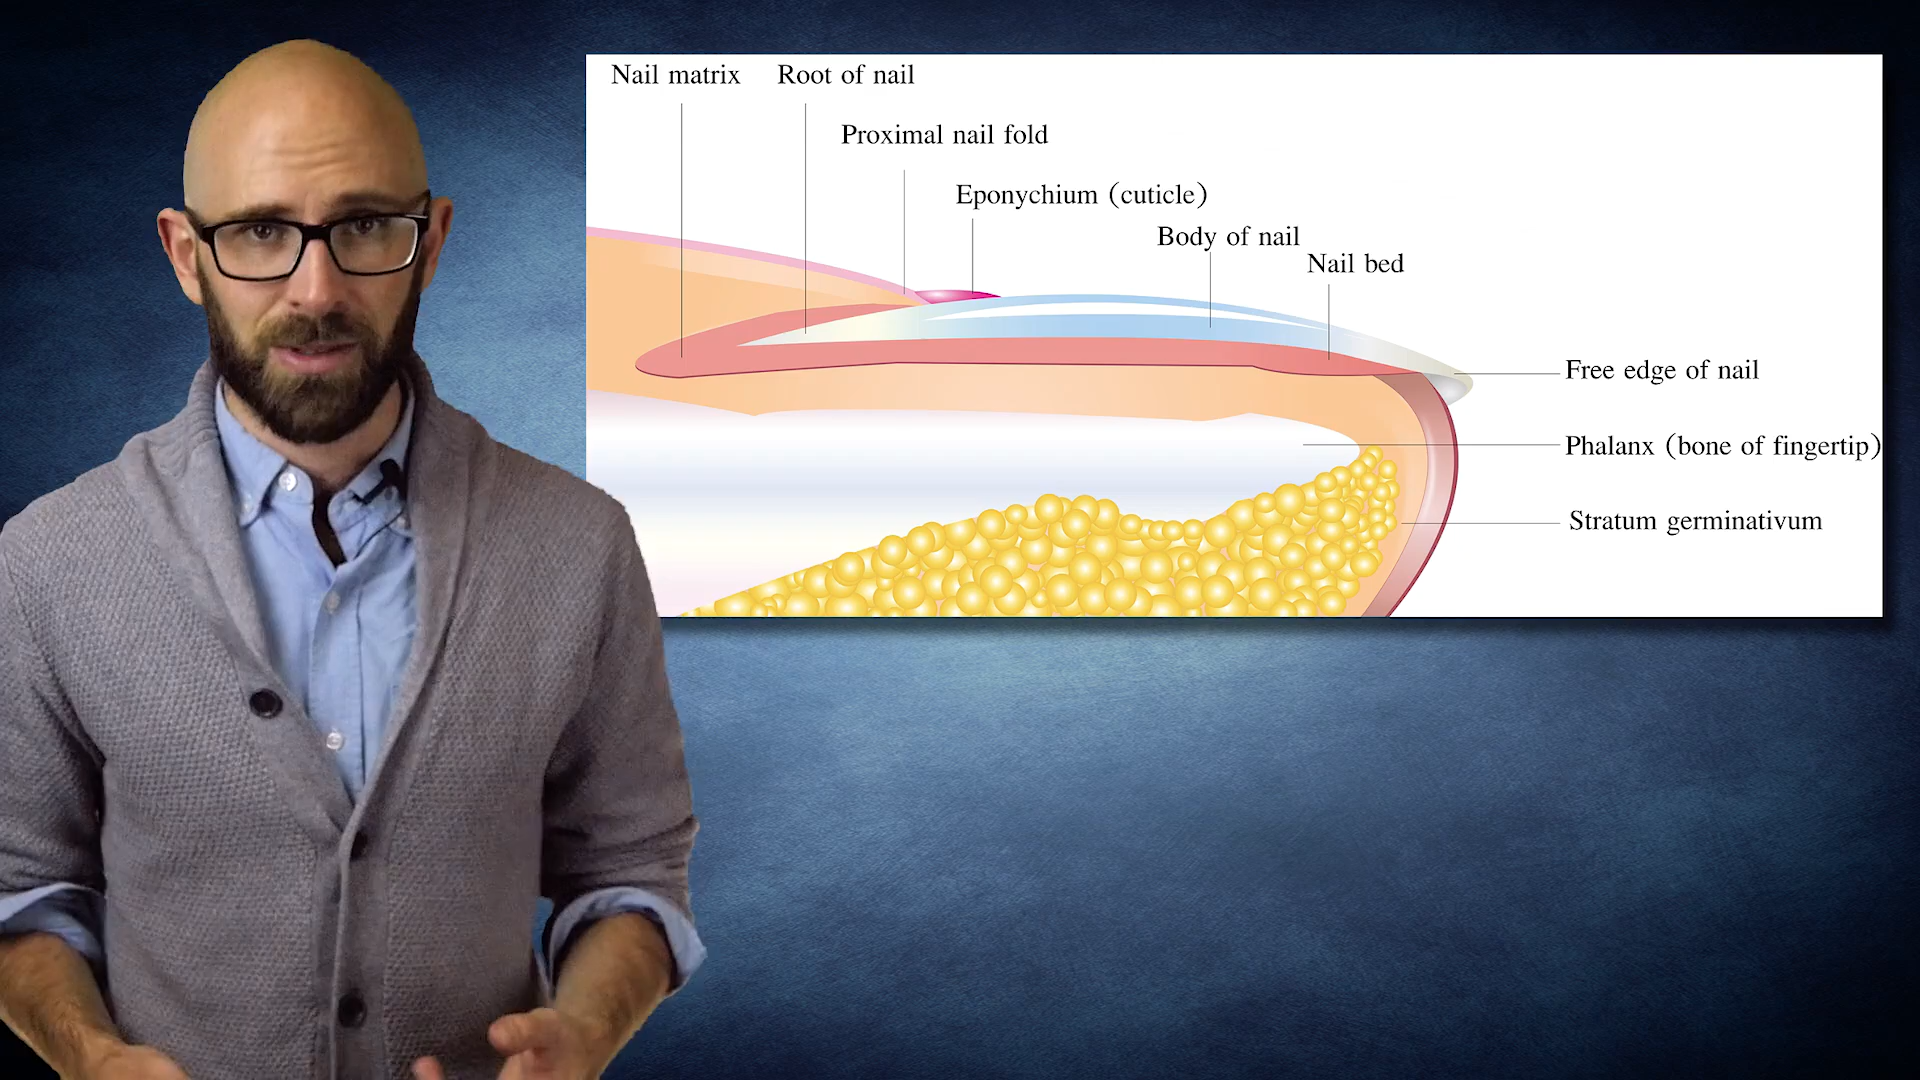 Nail matrix
Root of nail
Proximal nail fold
Eponychium (cuticle)
Body of nail
Nail bed
Free edge of nail
Phalanx (bone of fingertip)
Stratum germinativum